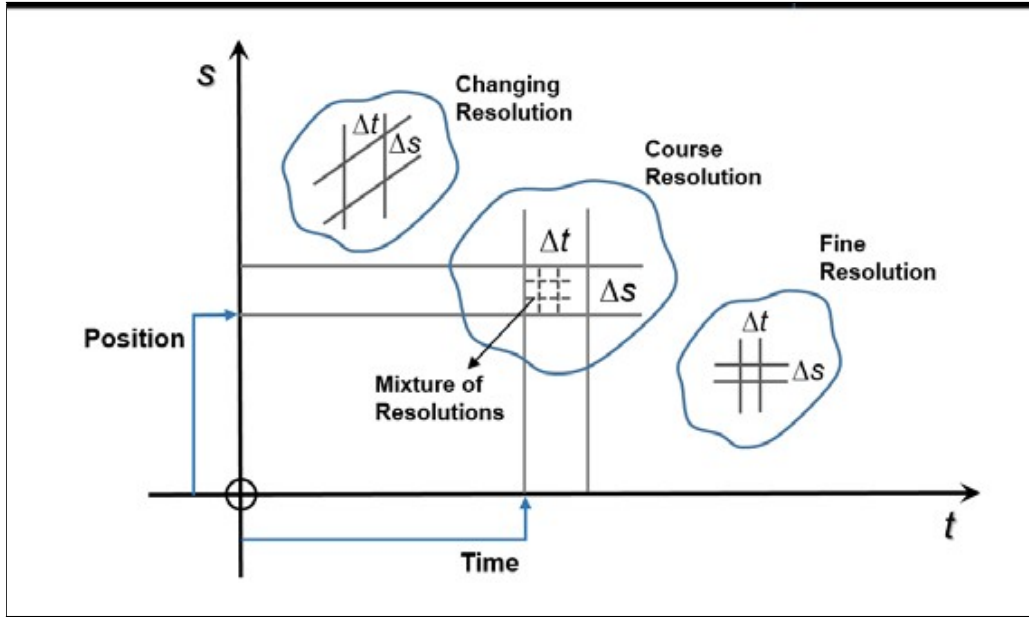 s
Changing
Resolution
Δt
Δs
Course
Resolution
Δt
Fine
Resolution
Δs
Δt
Position
Δs
Mixture of
Resolutions
t
Time